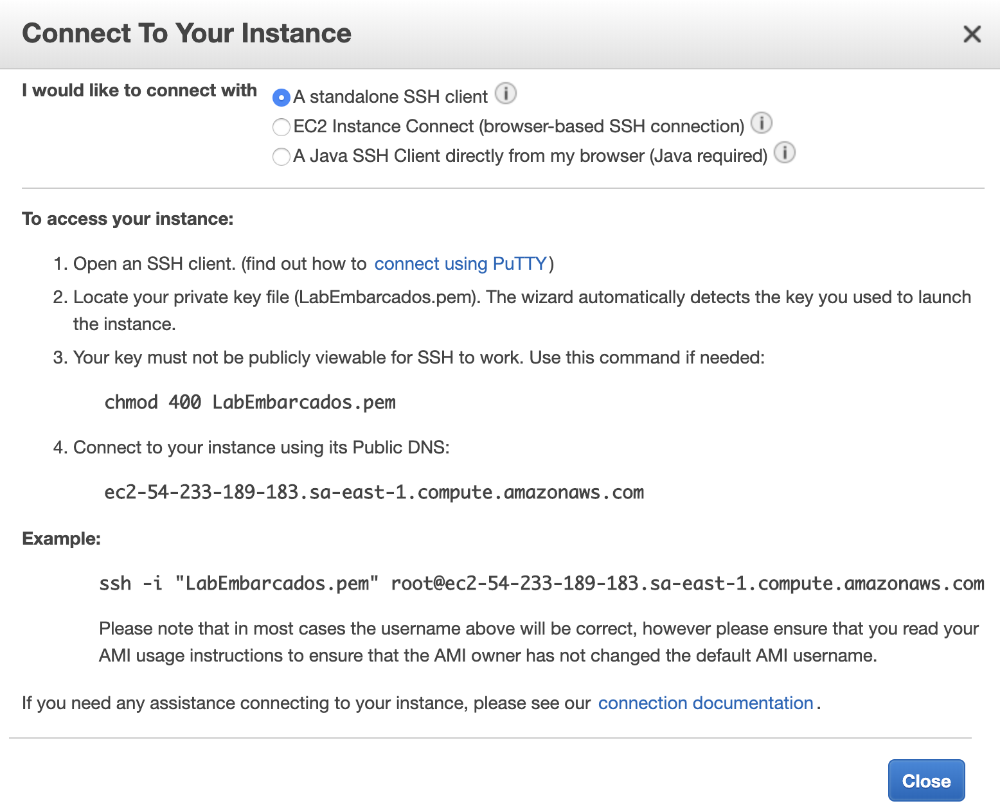 Connect To Your Instance
I would like to connect with
A standalone SSH client
EC2 Instance Connect (browser-based SSH connection)
A Java SSH Client directly from my browser (Java required)
To access your instance:
1. Open an SSH client. (find out how to connect using PuTTY)
2. Locate your private key file (LabEmbarcados.pem). The wizard automatically detects the key you used to launch
the instance.
3. Your key must not be publicly viewable for SSH to work. Use this command if needed:
chmod 400 LabEmbarcados.pem
4. Connect to your instance using its Public DNS:
ec2-54-233-189-183.sa-east-1.compute.amazonaws.com
Example:
ssh -i "LabEmbarcados.pem" root@ec2-54-233-189-183.sa-east-1.compute.amazonaws.com
Please note that in most cases the username above will be correct, however please ensure that you read your
AMI usage instructions to ensure that the AMI owner has not changed the default AMI username.
If you need any assistance connecting to your instance, please see our connection documentation.
Close